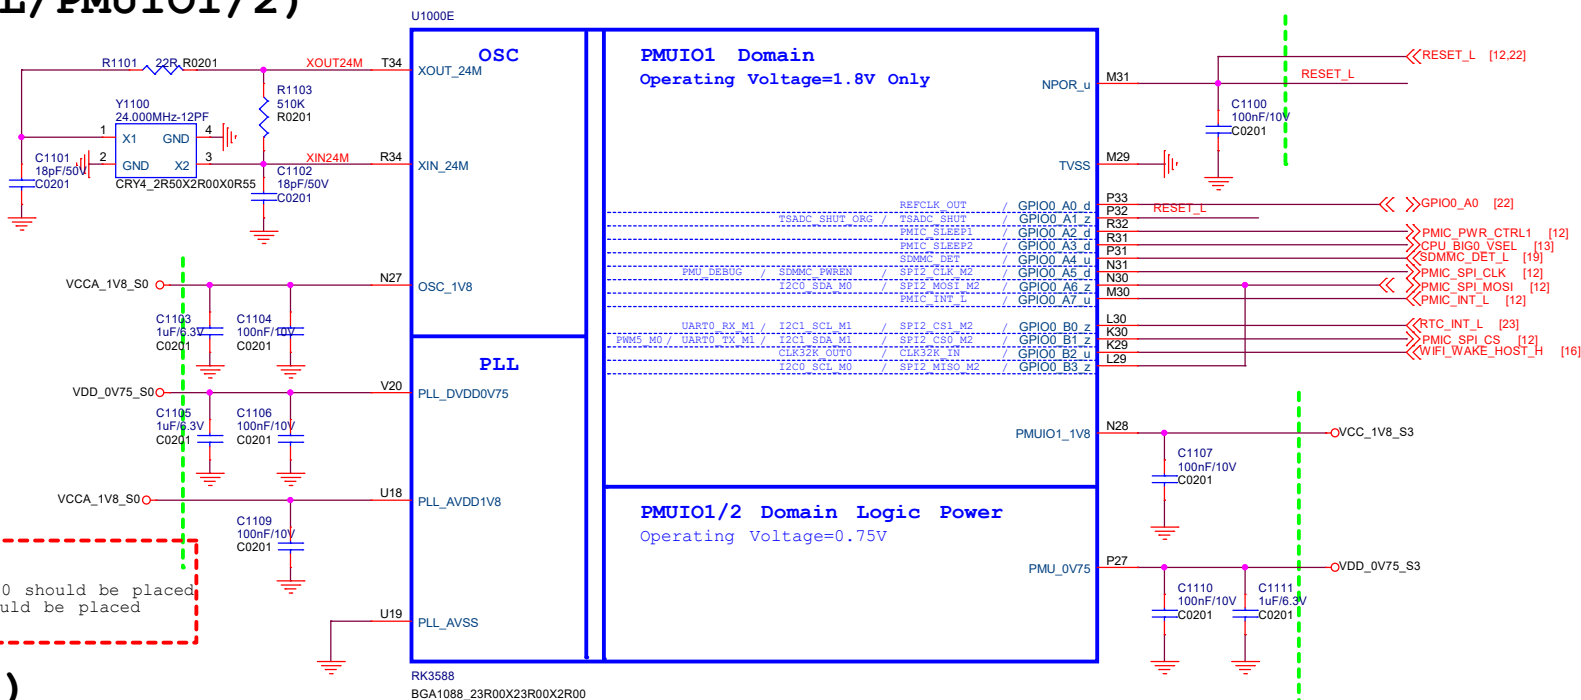 L/PMUIO1/2)
U1000E
OSC
PMUIO1 Domain
Operating Voltage=1.8V Only
R1101 22R R0201
XOUT24M T34 XOUT_24M
R1103
510K
R0201
Y1100
24.000MHz-12PF
1 X1 GND 4
2 GND X2 3
CRY4_2R50X2R00X0R55
C1101
18pF/50V
C0201
XIN24M R34 XIN_24M
C1102
18pF/50V
C0201
NPOR_u M31
RESET_L
RESET_L [12,22]
C1100
100nF/10V
C0201
TVSS M29
REFCLK_OUT / GPIO0_A0_d P33 GPIO0_A0 [22]
TSADC_SHUT_ORG / TSADC_SHUT / GPIO0_A1_z P32 RESET_L
PMIC_SLEEP1 / GPIO0_A2_d R32 PMIC_PWR_CTRL1 [12]
PMIC_SLEEP2 / GPIO0_A3_d R31 CPU_BIG0_VSEL [13]
SDMMC_DET / GPIO0_A4_u P31 SDMMC_DET_L [19]
PMU_DEBUG / SDMMC_PWREN / SPI2_CLK_M2 / GPIO0_A5_d N31 PMIC_SPI_CLK [12]
I2C0_SDA_M0 / SPI2_MOSI_M2 / GPIO0_A6_z N30 PMIC_SPI_MOSI [12]
PMIC_INT_L / GPIO0_A7_u M30 PMIC_INT_L [12]
UART0_RX_M1 / I2C1_SCL_M1 / SPI2_CS1_M2 / GPIO0_B0_z L30 RTC_INT_L [23]
PWM5_M0 / UART0_TX_M1 / I2C1_SDA_M1 / SPI2_CS0_M2 / GPIO0_B1_z K30 PMIC_SPI_CS [12]
CLK32K_OUT0 / CLK32K_IN / GPIO0_B2_u K29 WIFI_WAKE_HOST_H [16]
I2C0_SCL_M0 / SPI2_MISO_M2 / GPIO0_B3_z L29
VCCA_1V8_S0 N27 OSC_1V8
C1103
1uF/6.3V
C0201
C1104
100nF/10V
C0201
PLL
VDD_0V75_S0 V20 PLL_DVDD0V75
C1105
1uF/6.3V
C0201
C1106
100nF/10V
C0201
PMUIO1_1V8 N28 VCC_1V8_S3
C1107
100nF/10V
C0201
VCCA_1V8_S0 U18 PLL_AVDD1V8
C1109
100nF/10V
C0201
PMUIO1/2 Domain Logic Power
Operating Voltage=0.75V
PMU_0V75 P27 VDD_0V75_S3
C1110
100nF/10V
C0201
C1111
1uF/6.3V
C0201
0 should be placed
uld be placed
U19 PLL_AVSS
RK3588
BGA1088_23R00X23R00X2R00
)